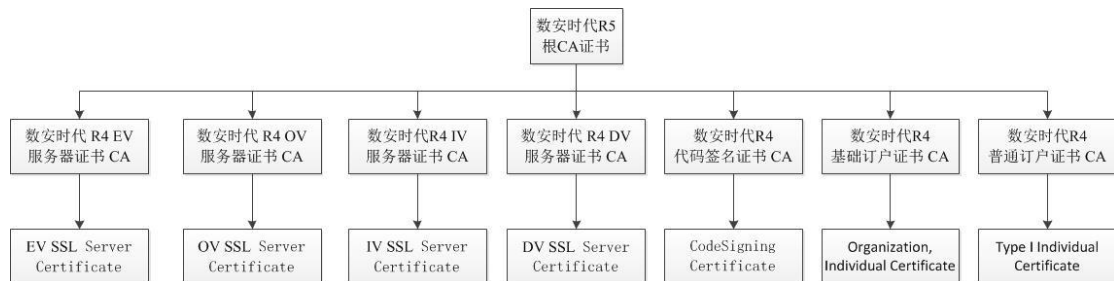 数安时代R5
根CA证书
数安时代 R4 EV
服务器证书 CA
数安时代 R4 OV
服务器证书 CA
数安时代R4 IV
服务器证书 CA
数安时代 R4 DV
服务器证书 CA
数安时代R4
代码签名证书 CA
数安时代R4
基础订户证书 CA
数安时代R4
普通订户证书 CA
EV SSL Server
Certificate
OV SSL Server
Certificate
IV SSL Server
Certificate
DV SSL Server
Certificate
CodeSigning
Certificate
Organization,
Individual Certificate
Type I Individual
Certificate